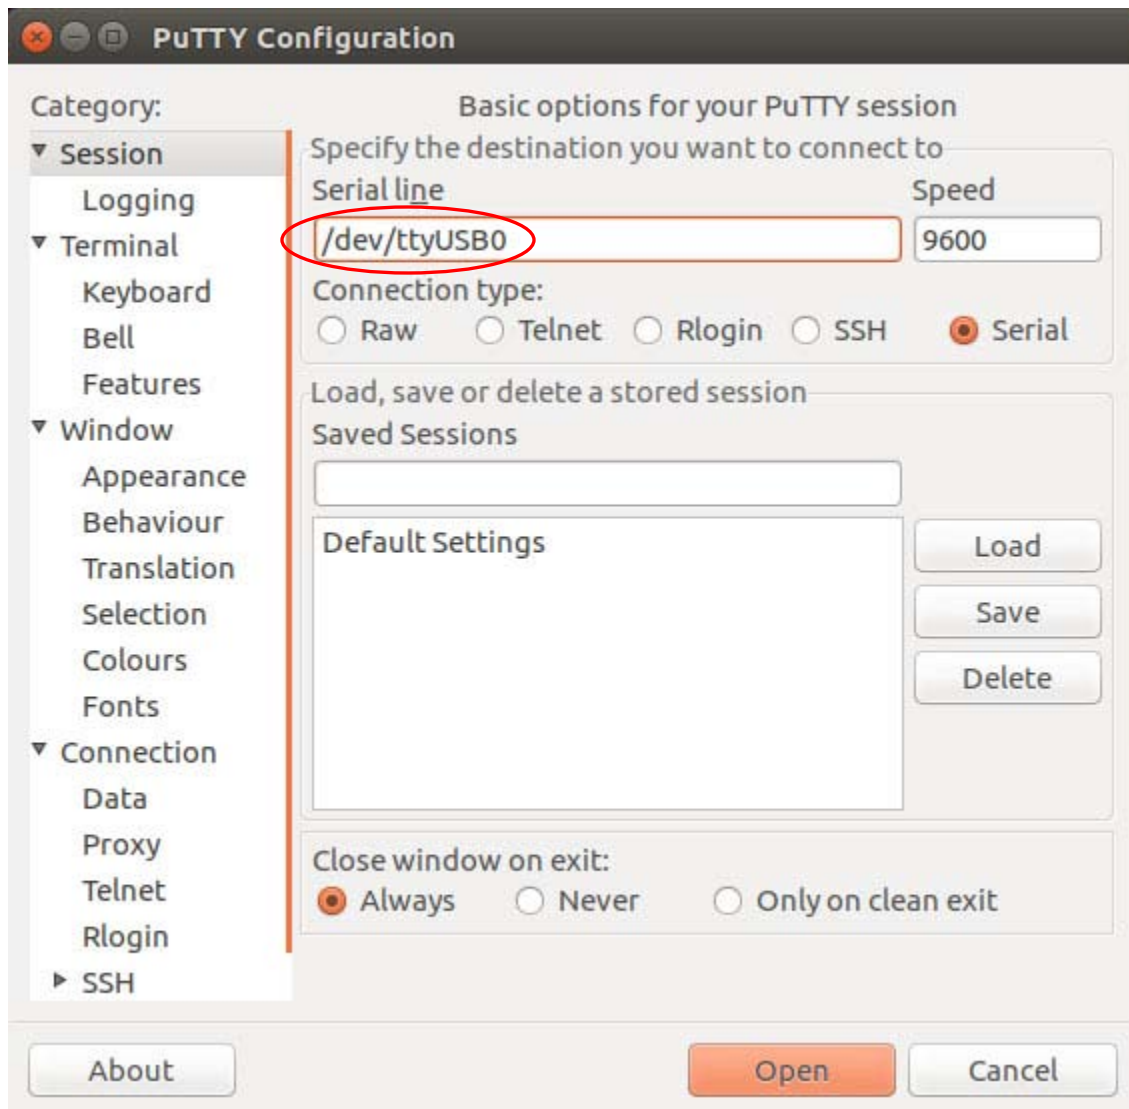 PuTTY Configuration
Category:
Session
Logging
Terminal
Keyboard
Bell
Features
Window
Appearance
Behaviour
Translation
Selection
Colours
Fonts
Connection
Data
Proxy
Telnet
Rlogin
SSH
Basic options for your PuTTY session
Specify the destination you want to connect to
Serial line Speed
/dev/ttyUSB0 9600
Connection type:
Raw Telnet Rlogin SSH Serial
Load, save or delete a stored session
Saved Sessions
Default Settings
Load
Save
Delete
Close window on exit:
Always Never Only on clean exit
About Open Cancel